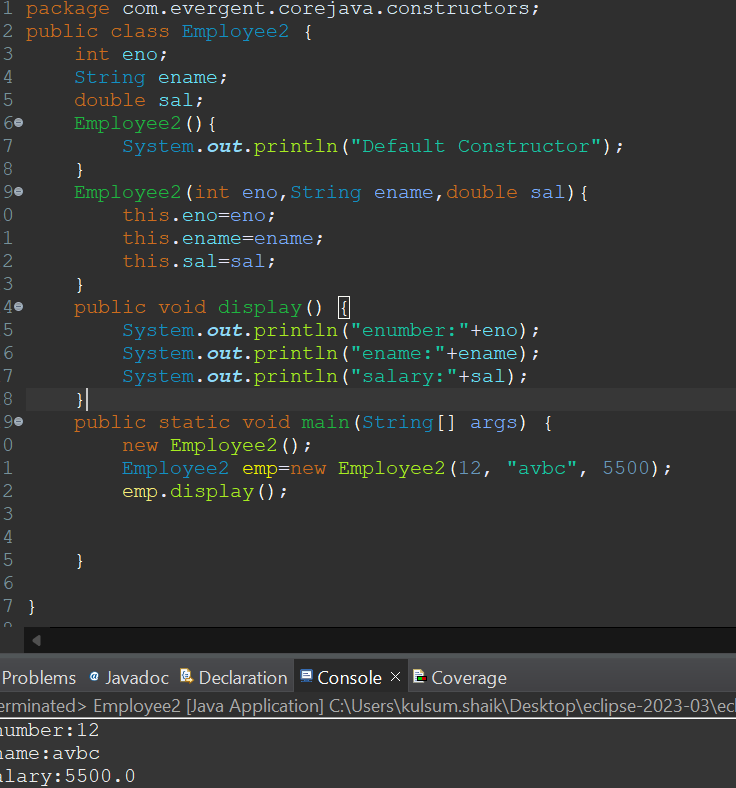 1 package com.evergent.corejava.constructors;
2 public class Employee2 {
3     int eno;
4     String ename;
5     double sal;
6     Employee2(){
7         System.out.println("Default Constructor");
8     }
9     Employee2(int eno,String ename,double sal){
0         this.eno=eno;
1         this.ename=ename;
2         this.sal=sal;
3     }
4     public void display() {
5         System.out.println("enumber:"+eno);
6         System.out.println("ename:"+ename);
7         System.out.println("salary:"+sal);
8     }
9     public static void main(String[] args) {
0         new Employee2();
1         Employee2 emp=new Employee2(12, "avbc", 5500);
2         emp.display();
3
4
5     }
6
7 }
Problems @ Javadoc Declaration Console × Coverage
erminated> Employee2 [Java Application] C:\Users\kulsum.shaik\Desktop\eclipse-2023-03\ecl
number:12
name:avbc
alary:5500.0